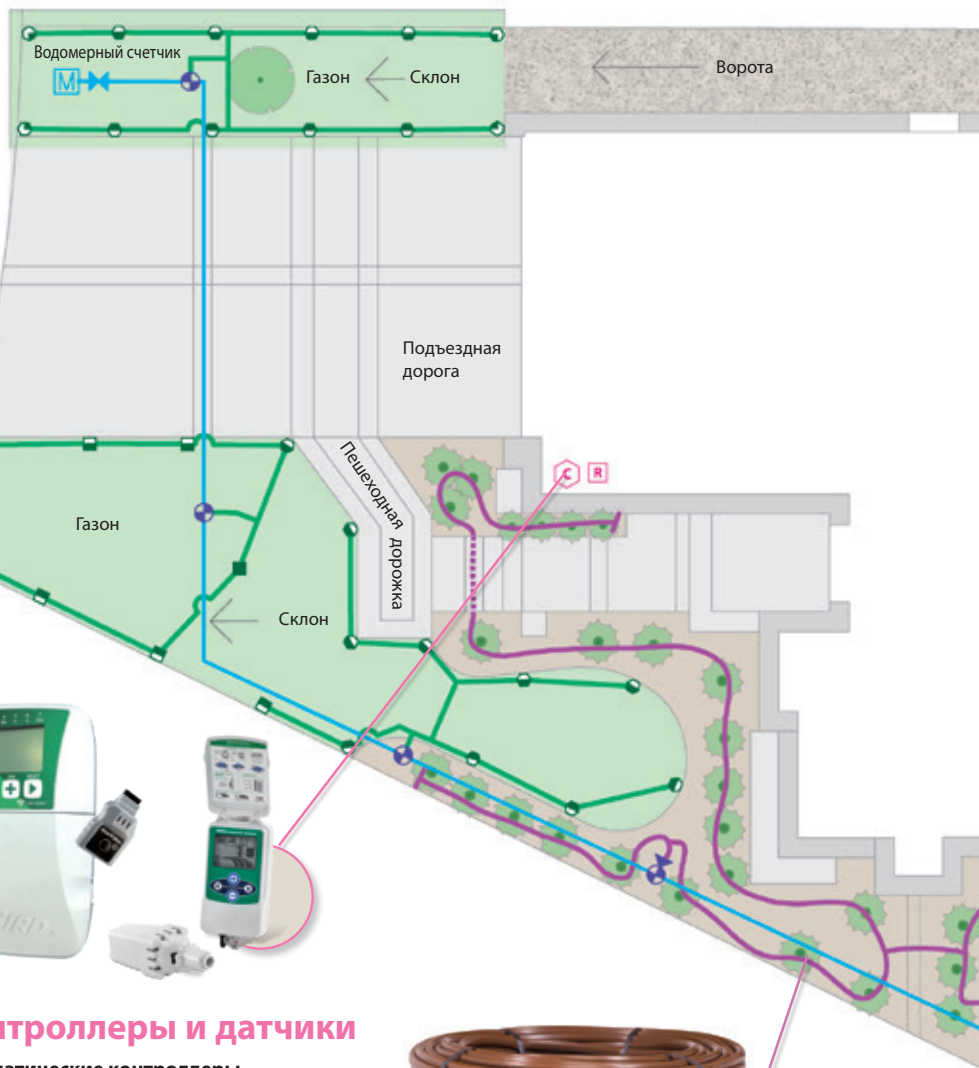 Водомерный счетчик
M
Газон
Склон
Ворота
Подъездная
дорога
Пешеходная
дорожка
C
R
Газон
Склон
нтроллеры и датчики